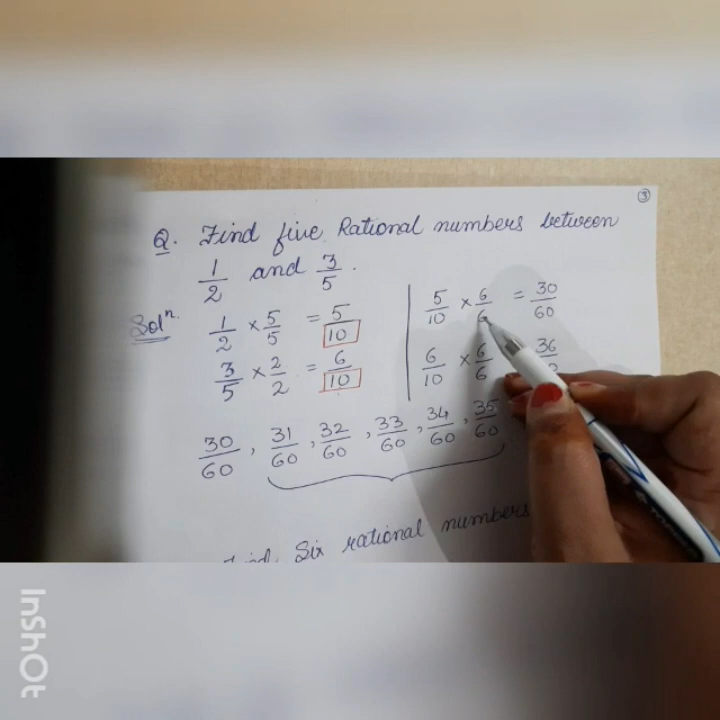 ③
Q. Find five Rational numbers between
1/2 and 3/5.
Solⁿ.
1/2 × 5/5 = 5/10
3/5 × 2/2 = 6/10
5/10 × 6/6 = 30/60
6/10 × 6/6 36
30/60, 31/60, 32/60, 33/60, 34/60, 35/60
Six rational numbers
InShOt